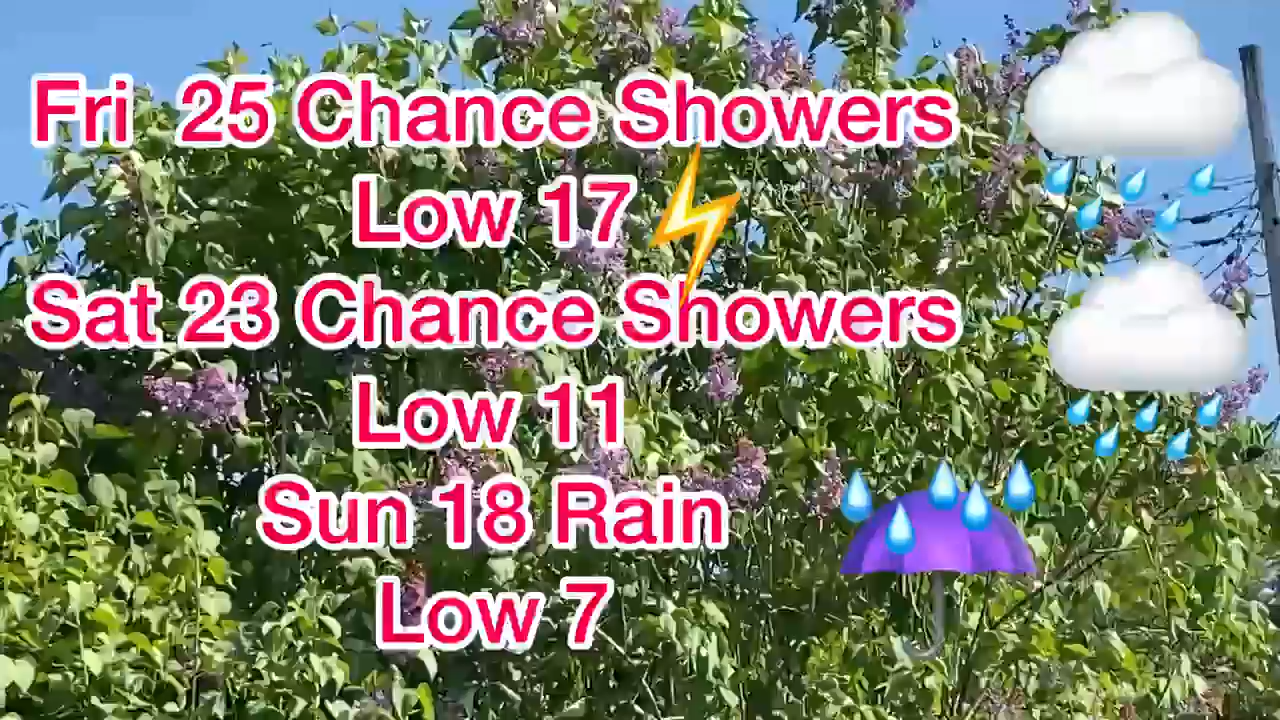 Fri 25 Chance Showers
Low 17
Sat 23 Chance Showers
Low 11
Sun 18 Rain
Low 7